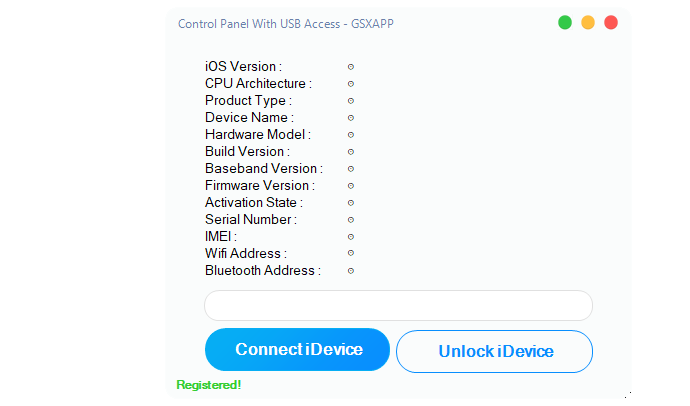 Control Panel With USB Access - GSXAPP
iOS Version :
CPU Architecture :
Product Type :
Device Name :
Hardware Model :
Build Version :
Baseband Version :
Firmware Version :
Activation State :
Serial Number :
IMEI :
Wifi Address :
Bluetooth Address :
Connect iDevice
Unlock iDevice
Registered!